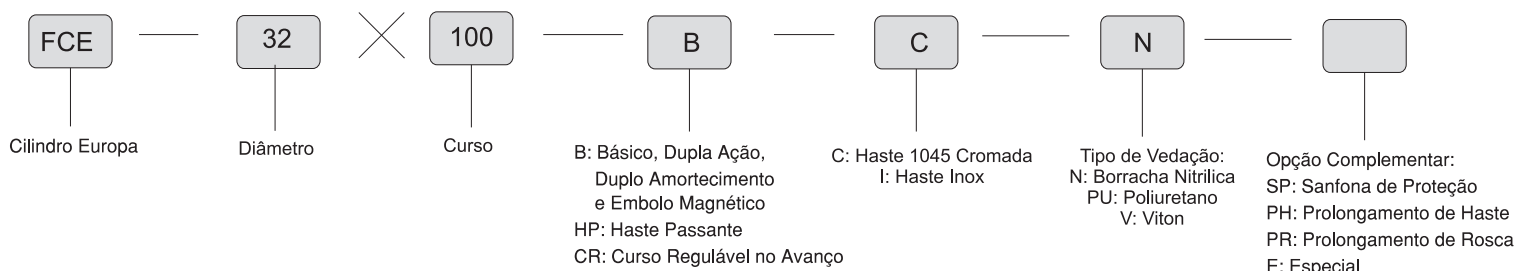 FCE
32
100
B
C
N
Cilindro Europa
Diâmetro
Curso
B: Básico, Dupla Ação,
Duplo Amortecimento
e Embolo Magnético
HP: Haste Passante
CR: Curso Regulável no Avanço
C: Haste 1045 Cromada
I: Haste Inox
Tipo de Vedação:
N: Borracha Nitrilica
PU: Poliuretano
V: Viton
Opção Complementar:
SP: Sanfona de Proteção
PH: Prolongamento de Haste
PR: Prolongamento de Rosca
E: Especial